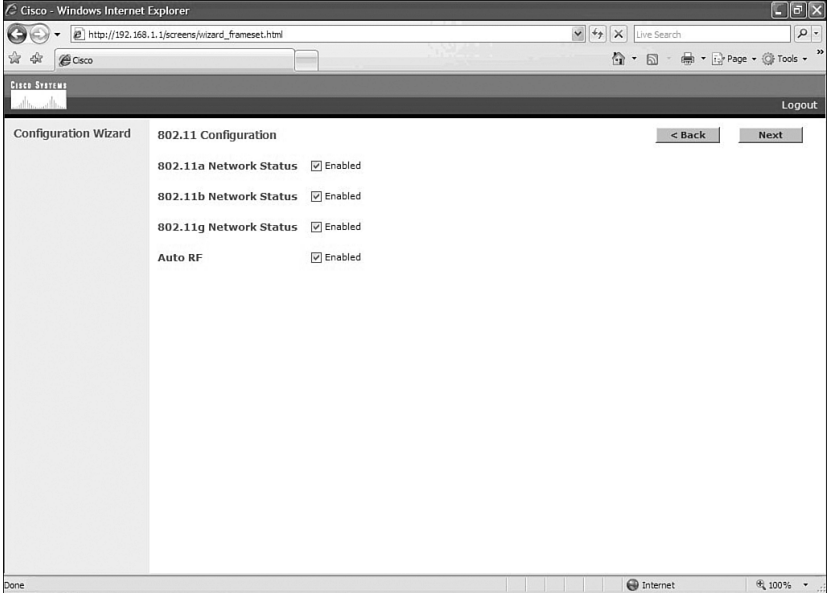 Cisco - Windows Internet Explorer
http://192.168.1.1/screens/wizard_frameset.html
Live Search
Cisco
Page
Tools
»
CISCO SYSTEMS
Logout
Configuration Wizard
802.11 Configuration
< Back
Next
802.11a Network Status
Enabled
802.11b Network Status
Enabled
802.11g Network Status
Enabled
Auto RF
Enabled
Done
Internet
100%